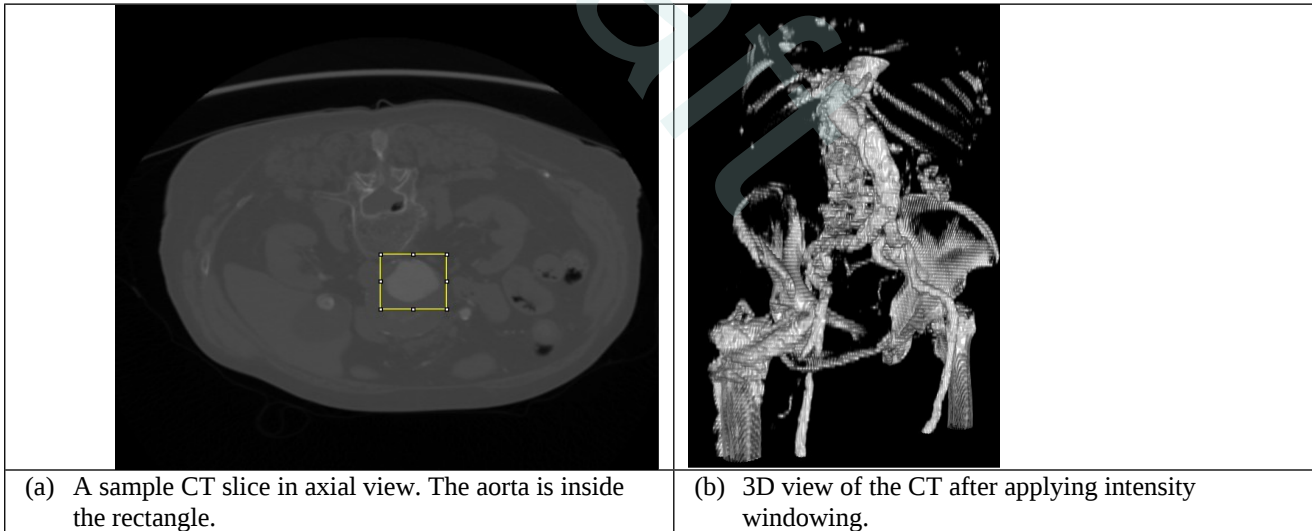 (a) A sample CT slice in axial view. The aorta is inside
the rectangle.
(b) 3D view of the CT after applying intensity
windowing.